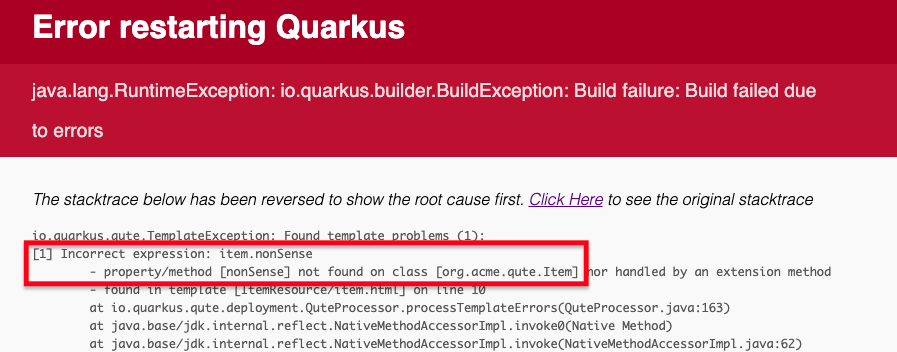 Error restarting Quarkus
java.lang.RuntimeException: io.quarkus.builder.BuildException: Build failure: Build failed due
to errors
The stacktrace below has been reversed to show the root cause first. Click Here to see the original stacktrace
io.quarkus.qute.TemplateException: Found template problems (1):
[1] Incorrect expression: item.nonSense
- property/method [nonSense] not found on class [org.acme.qute.Item] nor handled by an extension method
- found in template [ItemResource/item.html] on line 10
at io.quarkus.qute.deployment.QuteProcessor.processTemplateErrors(QuteProcessor.java:163)
at java.base/jdk.internal.reflect.NativeMethodAccessorImpl.invoke0(Native Method)
at java.base/jdk.internal.reflect.NativeMethodAccessorImpl.invoke(NativeMethodAccessorImpl.java:62)